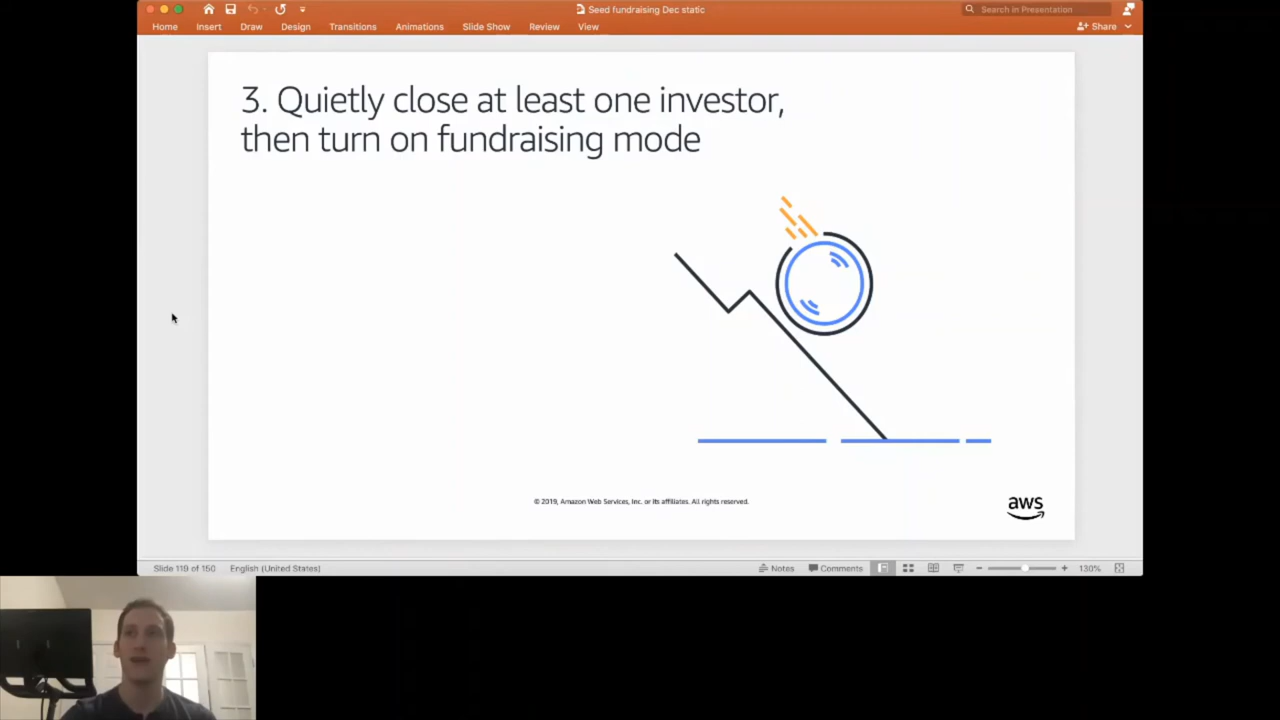 Seed fundraising Dec static
Search in Presentation
Home Insert Draw Design Transitions Animations Slide Show Review View Share
3. Quietly close at least one investor,
then turn on fundraising mode
© 2019, Amazon Web Services, Inc. or its affiliates. All rights reserved.
aws
Slide 119 of 150 English (United States) Notes Comments 130%